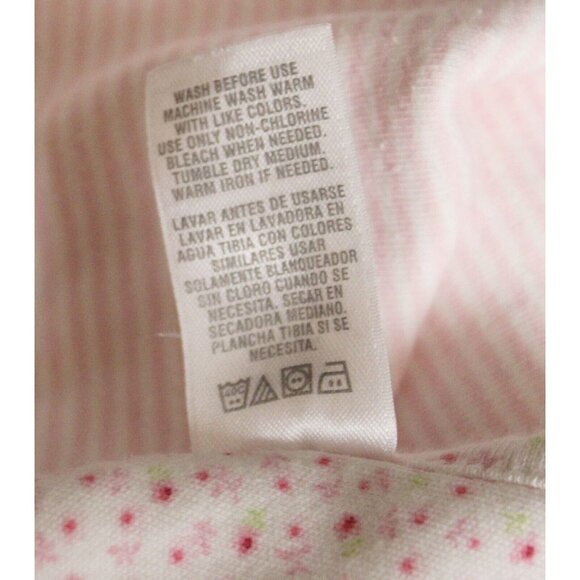 WASH BEFORE USE
MACHINE WASH WARM
WITH LIKE COLORS.
USE ONLY NON-CHLORINE
BLEACH WHEN NEEDED.
TUMBLE DRY MEDIUM.
WARM IRON IF NEEDED.
LAVAR ANTES DE USARSE
LAVAR EN LAVADORA EN
AGUA TIBIA CON COLORES
SIMILARES USAR
SOLAMENTE BLANQUEADOR
SIN CLORO CUANDO SE
NECESITA. SECAR EN
SECADORA MEDIANO.
PLANCHA TIBIA SI SE
NECESITA.
40C